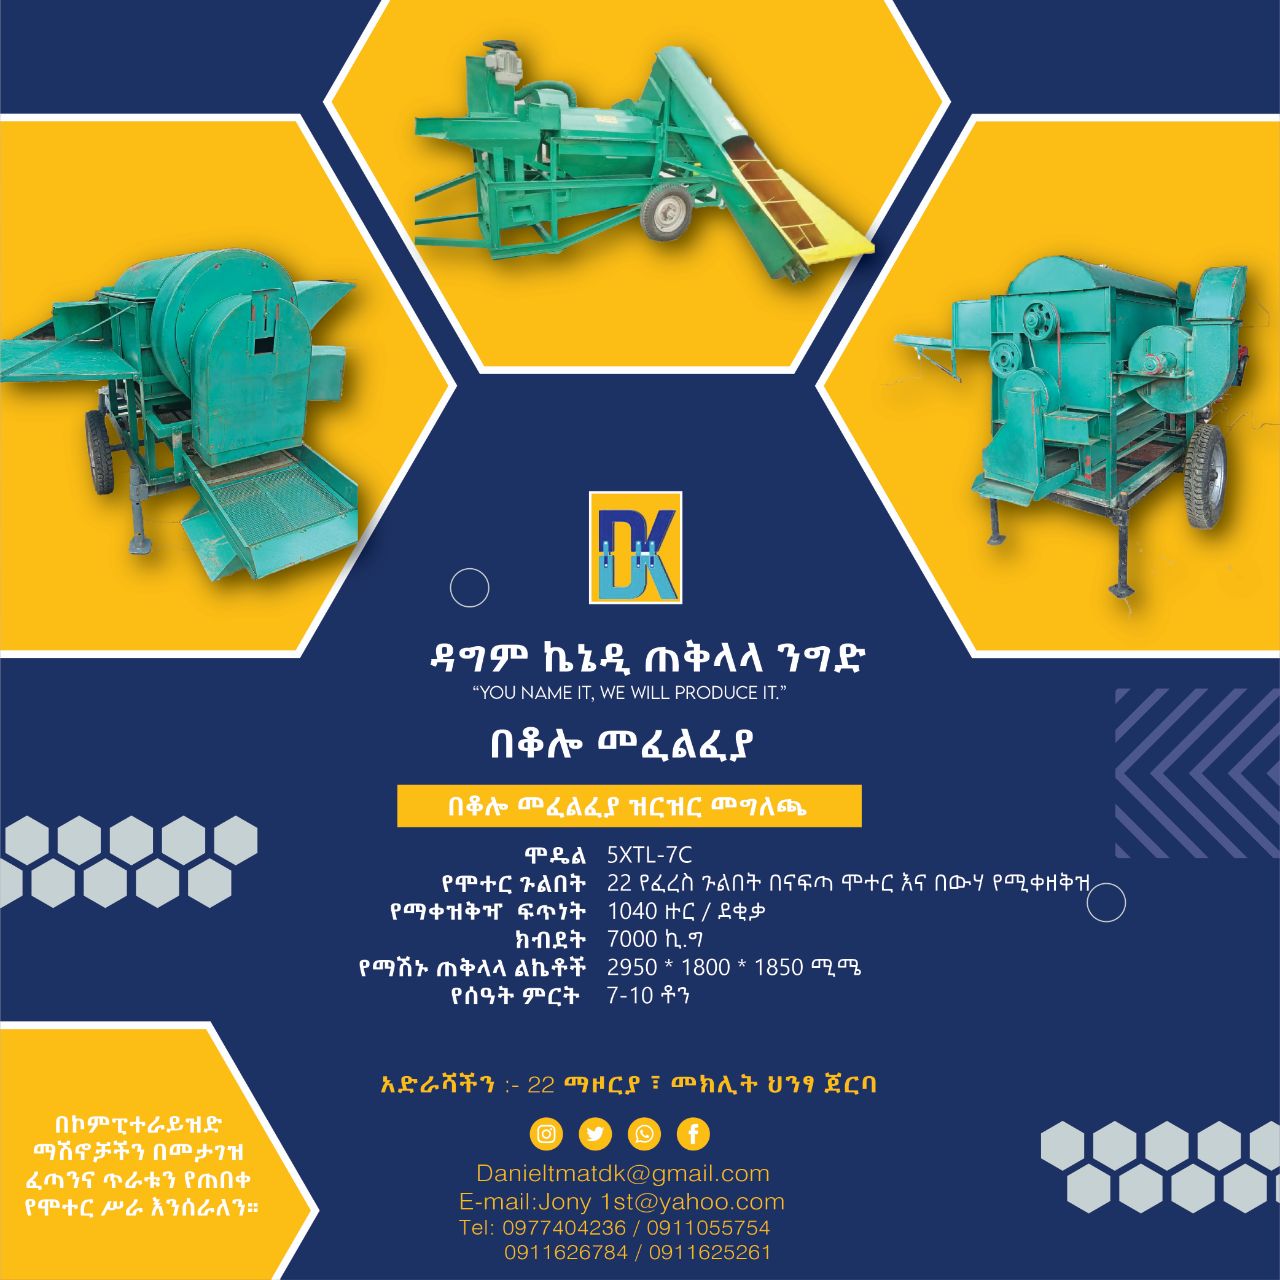 DK
ዳግም ኬኔዲ ጠቅላላ ንግድ
“YOU NAME IT, WE WILL PRODUCE IT.”
በቆሎ መፈልፈያ
በቆሎ መፈልፈያ ዝርዝር መግለጫ
ሞዴል 5XTL-7C
የሞተር ጉልበት 22 የፈረስ ጉልበት በናፍጣ ሞተር እና በውሃ የሚቀዘቅዝ
የማቀዝቅዣ ፍጥነት 1040 ዙር / ደቂቃ
ክብደት 7000 ኪ.ግ
የማሽኑ ጠቅላላ ልኬቶች 2950 * 1800 * 1850 ሚሜ
የሰዓት ምርት 7-10 ቶን
አድራሻችን :- 22 ማዞርያ ፣ መክሊት ህንፃ ጀርባ
Danieltmatdk@gmail.com
E-mail:Jony 1st@yahoo.com
Tel: 0977404236 / 0911055754
0911626784 / 0911625261
በኮምፒተራይዝድ
ማሽኖቻችን በመታገዝ
ፈጣንና ጥራቱን የጠበቀ
የሞተር ሥራ እንሰራለን።